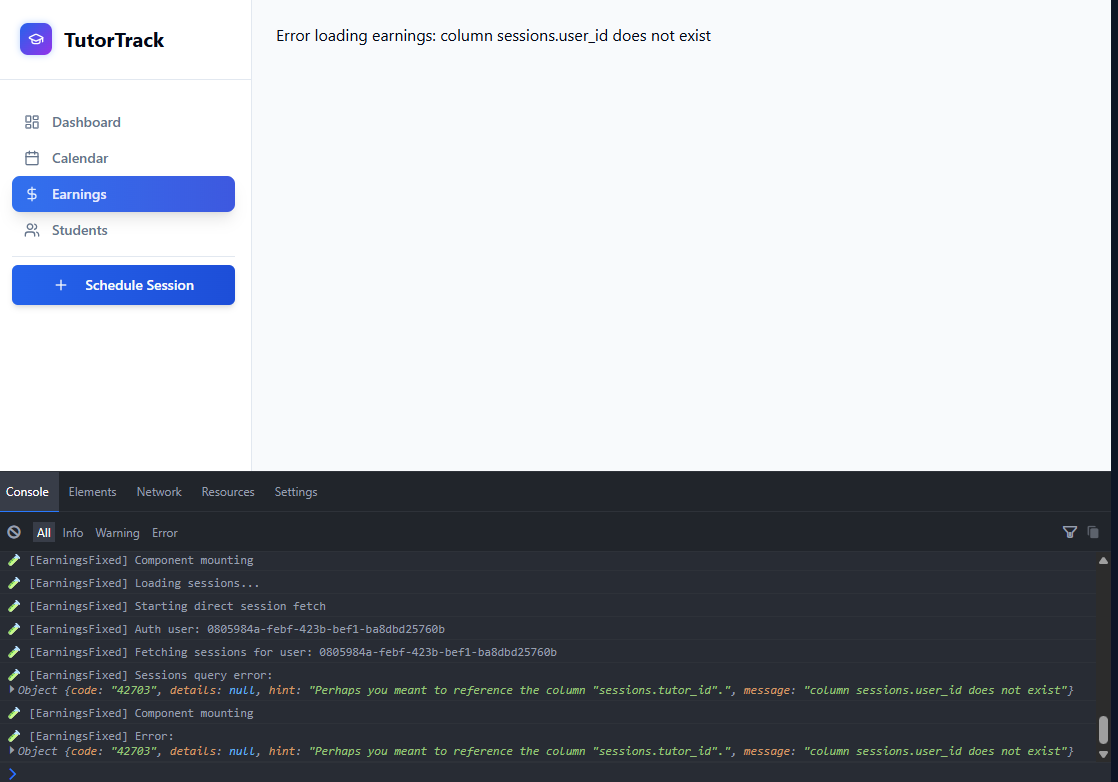 TutorTrack
Error loading earnings: column sessions.user_id does not exist
Dashboard
Calendar
Earnings
Students
Schedule Session
Console Elements Network Resources Settings
All Info Warning Error
[EarningsFixed] Component mounting
[EarningsFixed] Loading sessions...
[EarningsFixed] Starting direct session fetch
[EarningsFixed] Auth user: 0805984a-febf-423b-bef1-ba8dbd25760b
[EarningsFixed] Fetching sessions for user: 0805984a-febf-423b-bef1-ba8dbd25760b
[EarningsFixed] Sessions query error:
Object {code: "42703", details: null, hint: "Perhaps you meant to reference the column "sessions.tutor_id".", message: "column sessions.user_id does not exist"}
[EarningsFixed] Component mounting
[EarningsFixed] Error:
Object {code: "42703", details: null, hint: "Perhaps you meant to reference the column "sessions.tutor_id".", message: "column sessions.user_id does not exist"}